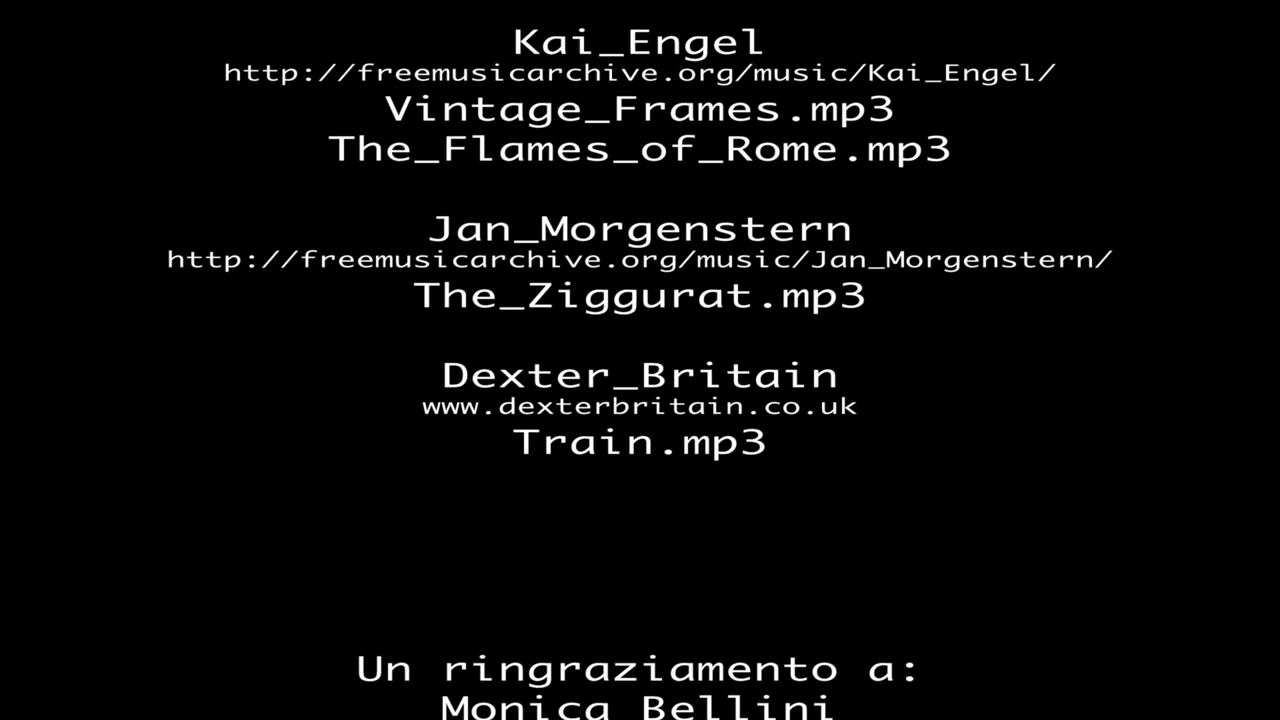 Kai_Engel
http://freemusicarchive.org/music/Kai_Engel/
Vintage_Frames.mp3
The_Flames_of_Rome.mp3
Jan_Morgenstern
http://freemusicarchive.org/music/Jan_Morgenstern/
The_Ziggurat.mp3
Dexter_Britain
www.dexterbritain.co.uk
Train.mp3
Un ringraziamento a:
Monica Bellini